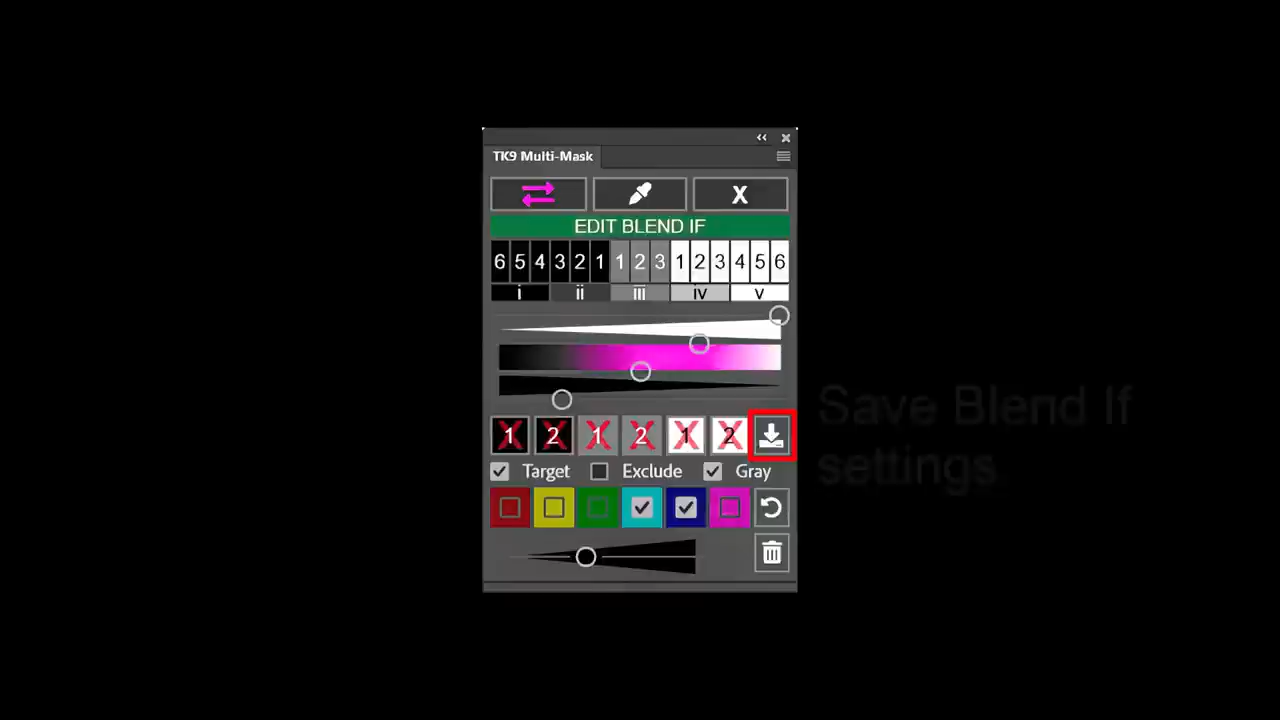 TK9 Multi-Mask
X
EDIT BLEND IF
6 5 4 3 2 1 1 2 3 1 2 3 4 5 6
i ii iii iv v
1 2 1 2 1 2
Save Blend If
settings
Target Exclude Gray